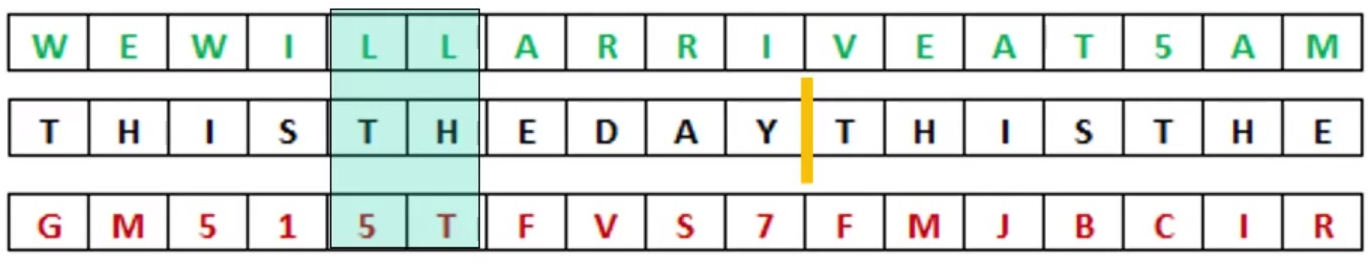 W E W I L L A R R I V E A T 5 A M
T H I S T H E D A Y T H I S T H E
G M 5 1 5 T F V S 7 F M J B C I R